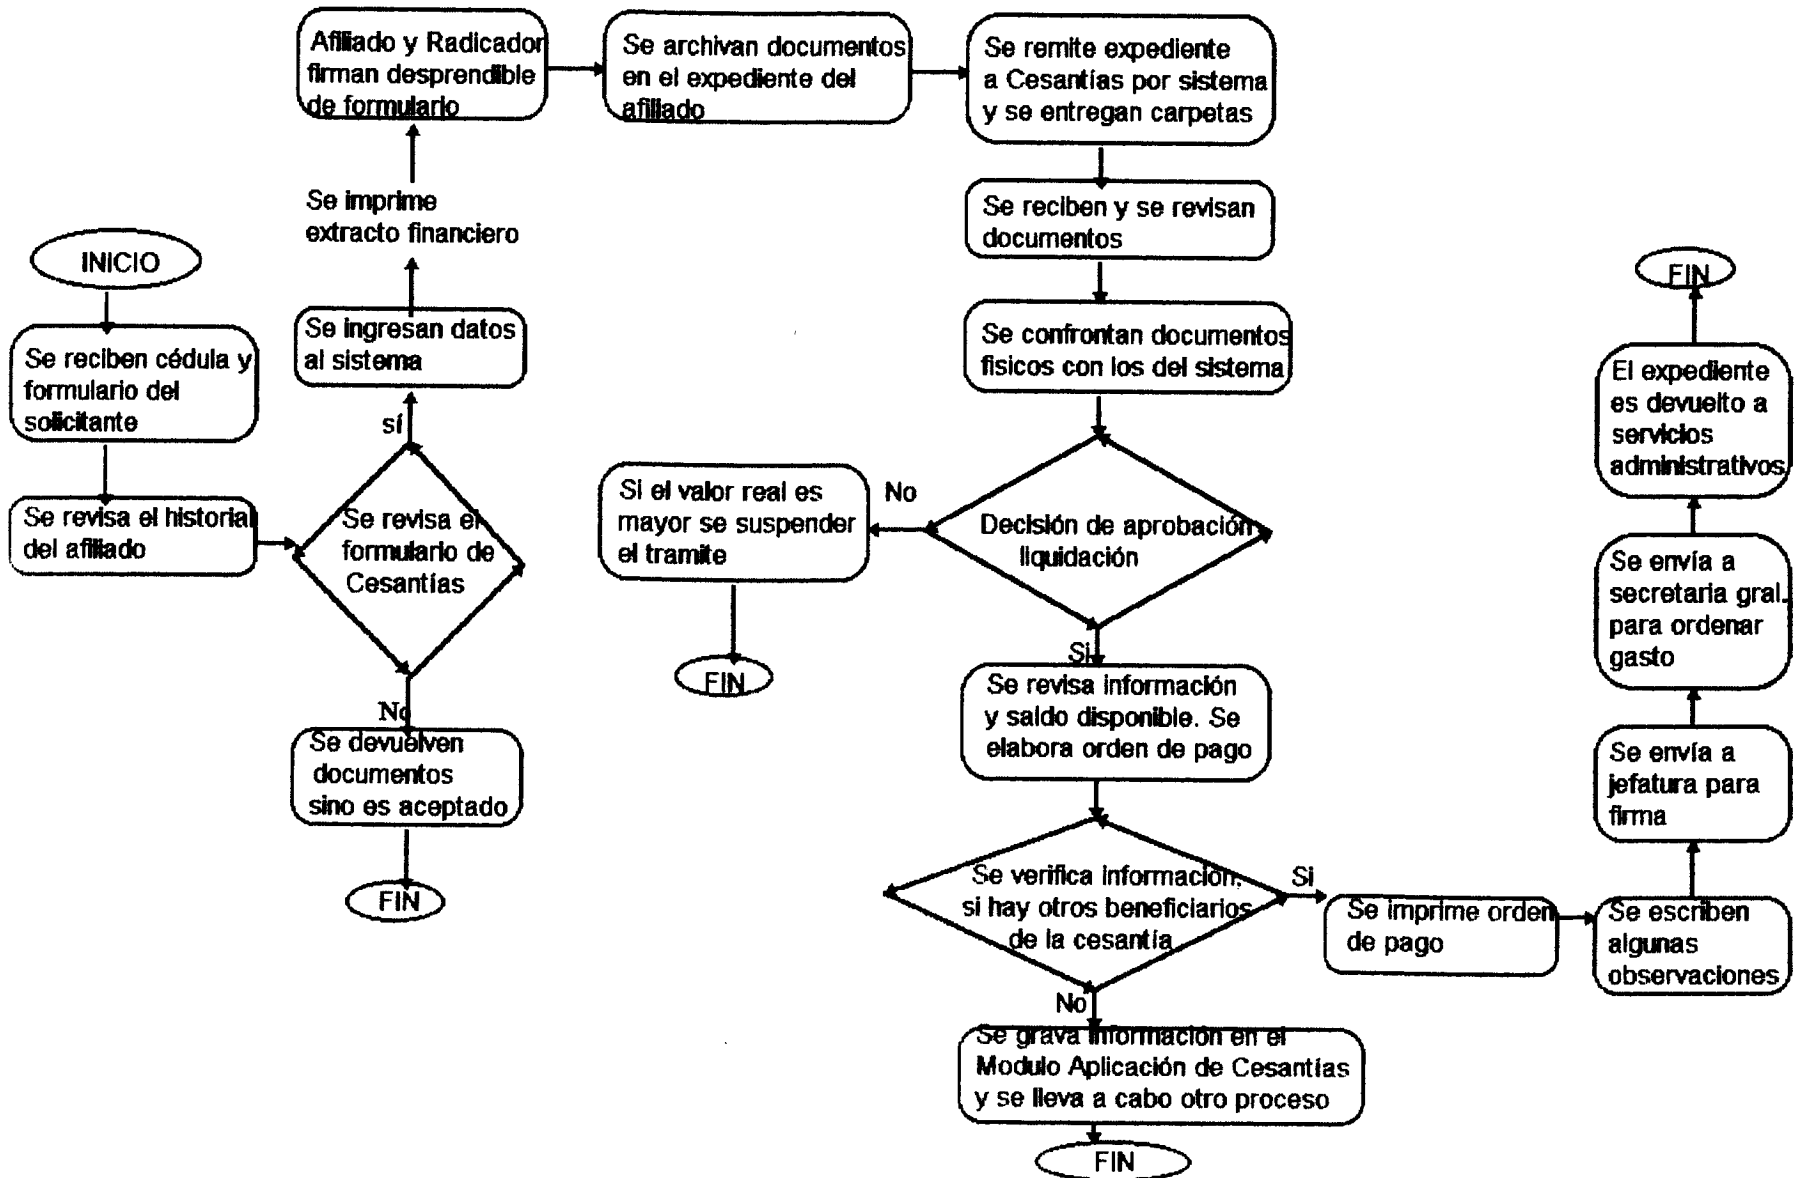 INICIO
Se reciben cédula y
formulario del
solicitante
Se revisa el historial
del afiliado
Se revisa el
formulario de
Cesantías
No
Se devuelven
documentos
sino es aceptado
FIN
sí
Se ingresan datos
al sistema
Se imprime
extracto financiero
Afiliado y Radicador
firman desprendible
de formulario
Se archivan documentos
en el expediente del
afiliado
Se remite expediente
a Cesantías por sistema
y se entregan carpetas
Se reciben y se revisan
documentos
Se confrontan documentos
fisicos con los del sistema
Decisión de aprobación
liquidación
No
Si el valor real es
mayor se suspender
el tramite
FIN
Si
Se revisa información
y saldo disponible. Se
elabora orden de pago
Se verifica información,
si hay otros beneficiarios
de la cesantía
No
Se grava información en el
Modulo Aplicación de Cesantías
y se lleva a cabo otro proceso
FIN
Si
Se imprime orden
de pago
Se escriben
algunas
observaciones
Se envía a
jefatura para
firma
Se envía a
secretaria gral.
para ordenar
gasto
El expediente
es devuelto a
servicios
administrativos
FIN